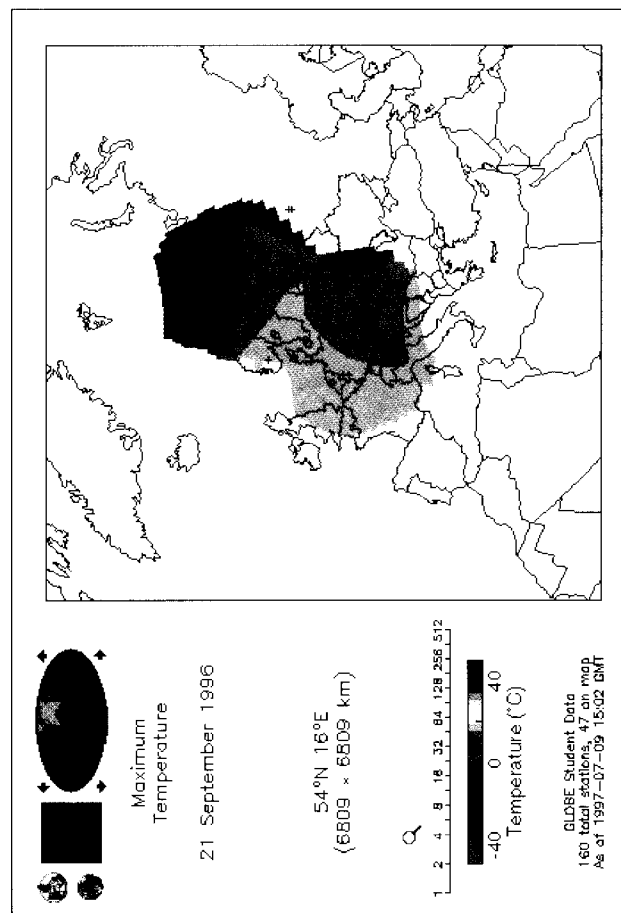 Maximum
Temperature
21 September 1996
54°N 16°E
(6809 × 6809 km)
1 2 4 8 16 32 64 128 256 512
-40 0 40
Temperature (°C)
GLOBE Student Data
160 total stations, 47 on map
As of 1997-07-09 15:02 GMT